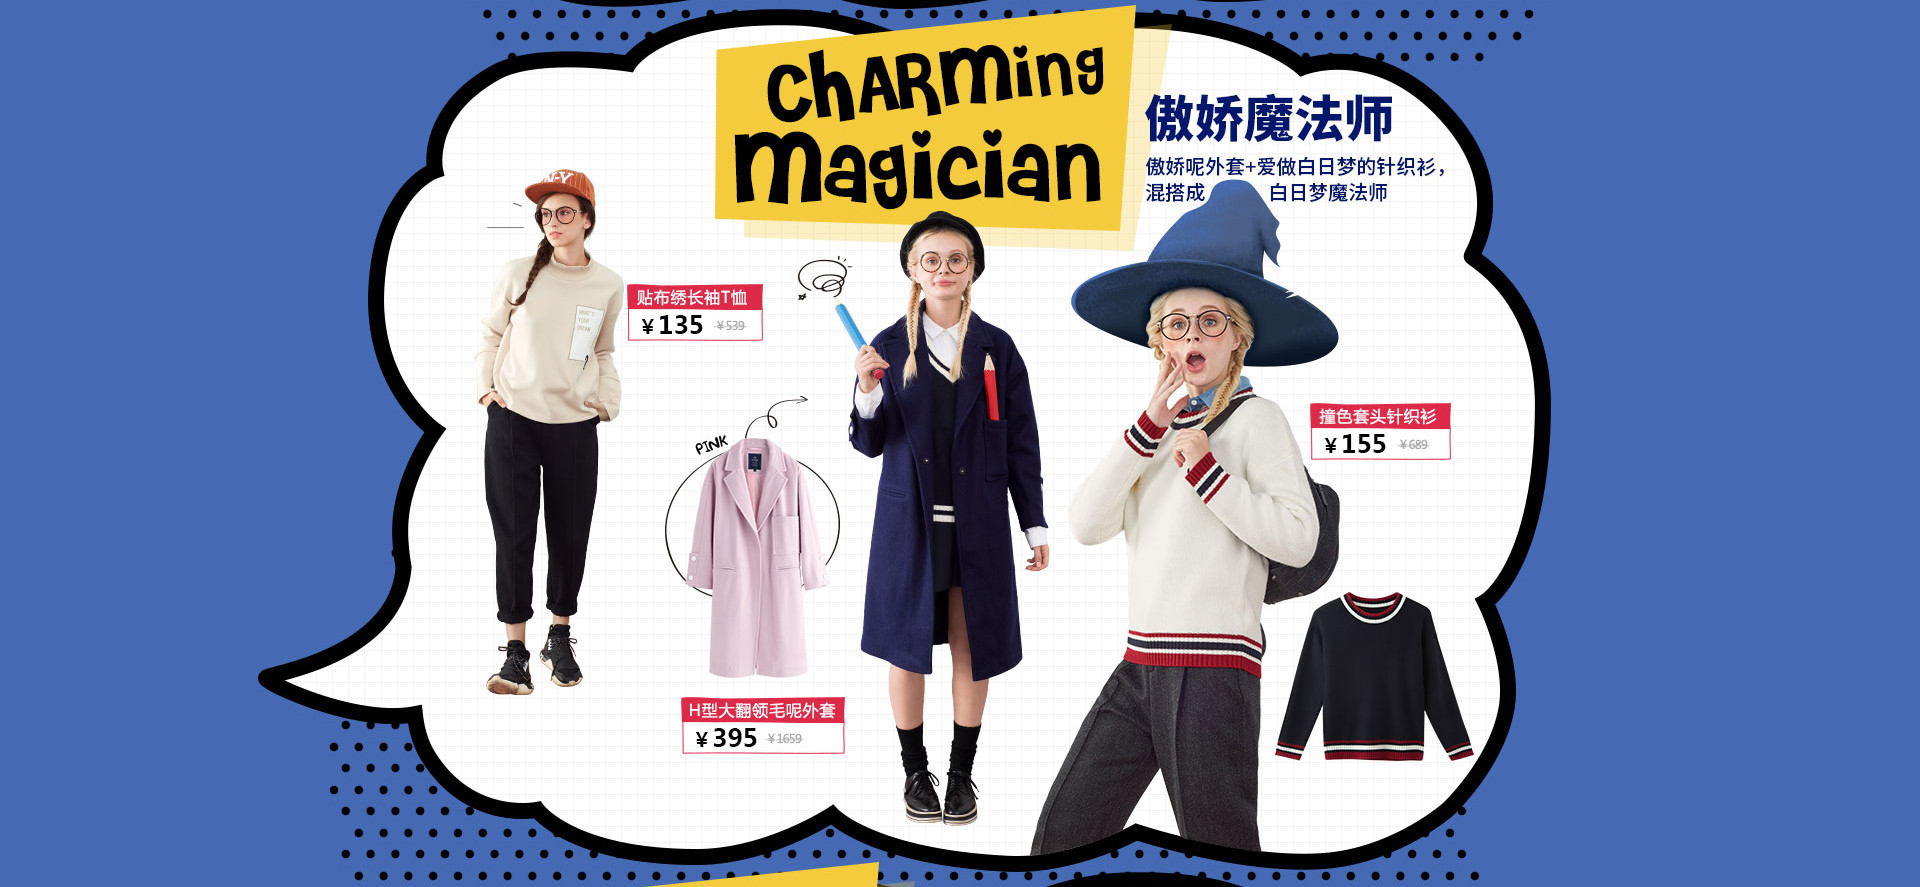 CHARMING
MAGICIAN
傲娇魔法师
傲娇呢外套+爱做白日梦的针织衫，
混搭成 白日梦魔法师
N-Y
WHAT'S
YOUR
DREAM
贴布绣长袖T恤
¥135 ¥539
PINK
H型大翻领毛呢外套
¥395 ¥1659
撞色套头针织衫
¥155 ¥689